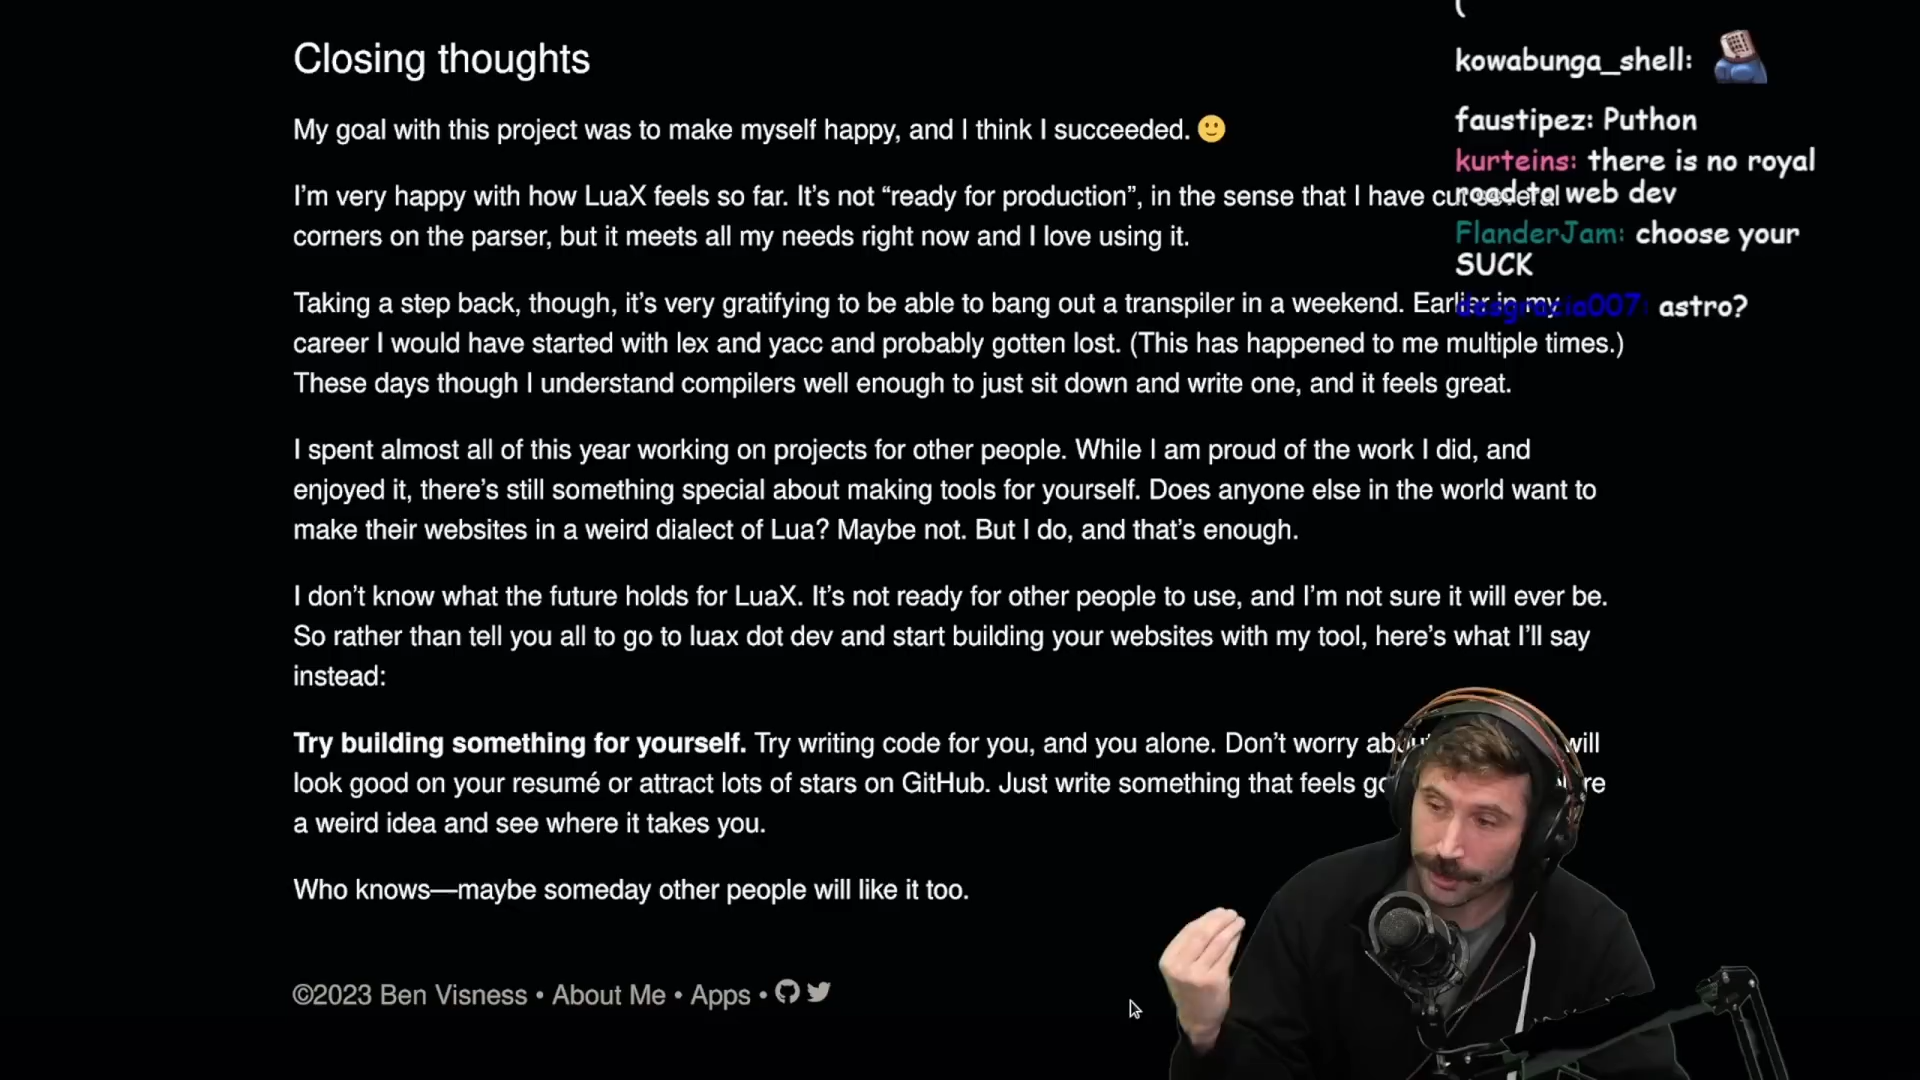 Closing thoughts
My goal with this project was to make myself happy, and I think I succeeded. 🙂
I’m very happy with how LuaX feels so far. It’s not “ready for production”, in the sense that I have cut several
corners on the parser, but it meets all my needs right now and I love using it.
Taking a step back, though, it’s very gratifying to be able to bang out a transpiler in a weekend. Earlier in my
career I would have started with lex and yacc and probably gotten lost. (This has happened to me multiple times.)
These days though I understand compilers well enough to just sit down and write one, and it feels great.
I spent almost all of this year working on projects for other people. While I am proud of the work I did, and
enjoyed it, there’s still something special about making tools for yourself. Does anyone else in the world want to
make their websites in a weird dialect of Lua? Maybe not. But I do, and that’s enough.
I don’t know what the future holds for LuaX. It’s not ready for other people to use, and I’m not sure it will ever be.
So rather than tell you all to go to luax dot dev and start building your websites with my tool, here’s what I’ll say
instead:
Try building something for yourself. Try writing code for you, and you alone. Don’t worry will
look good on your resumé or attract lots of stars on GitHub. Just write something that feels
a weird idea and see where it takes you.
Who knows—maybe someday other people will like it too.
©2023 Ben Visness • About Me • Apps •
(
kowabunga_shell:
faustipez: Puthon
kurteins: there is no royal
road to web dev
FlanderJam: choose your
SUCK
desgracia007: astro?